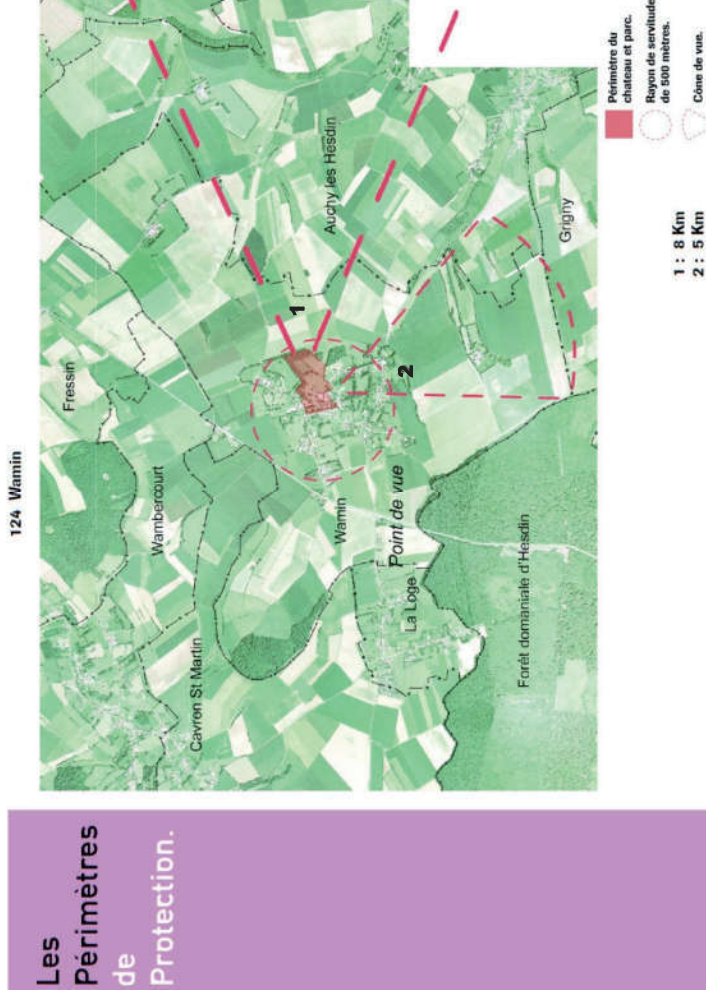 Les
Périmètres
de
Protection.
124 Wamin
Fressin
Wambercourt
Cavron St Martin
Auchy les Hesdin
1
Wamin
2
Point de vue
La Loge
Grigny
Forêt domaniale d'Hesdin
Périmètre du
chateau et parc.
Rayon de servitude
de 500 mètres.
Cône de vue.
1 : 8 Km
2 : 5 Km